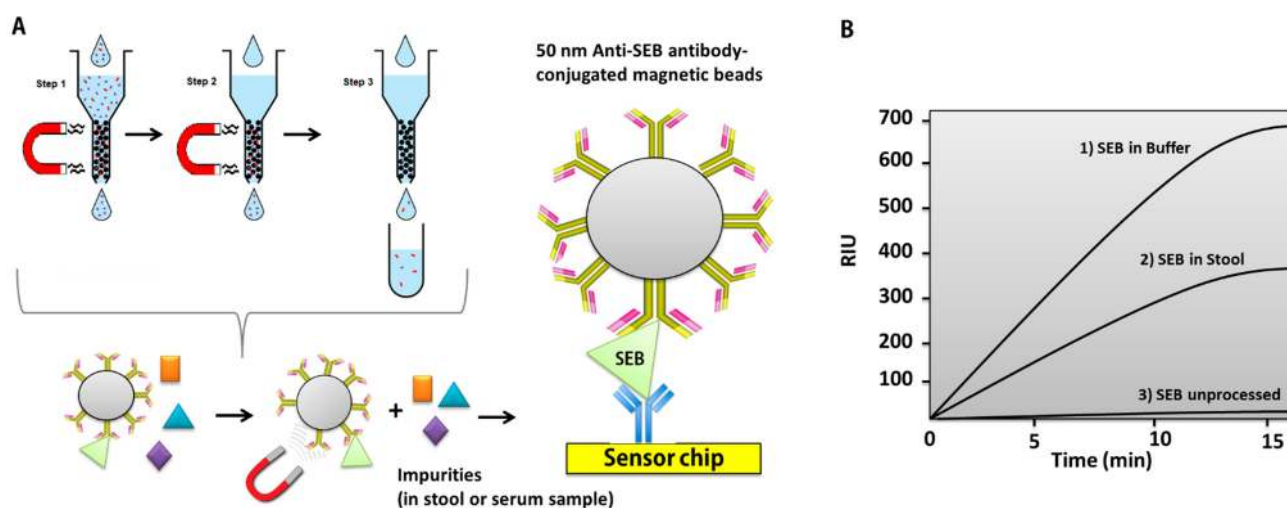 A
Step 1
Step 2
Step 3
50 nm Anti-SEB antibody-
conjugated magnetic beads
SEB
Sensor chip
+
Impurities
(in stool or serum sample)
B
RIU
700
600
500
400
300
200
100
1) SEB in Buffer
2) SEB in Stool
3) SEB unprocessed
0
5
10
15
Time (min)